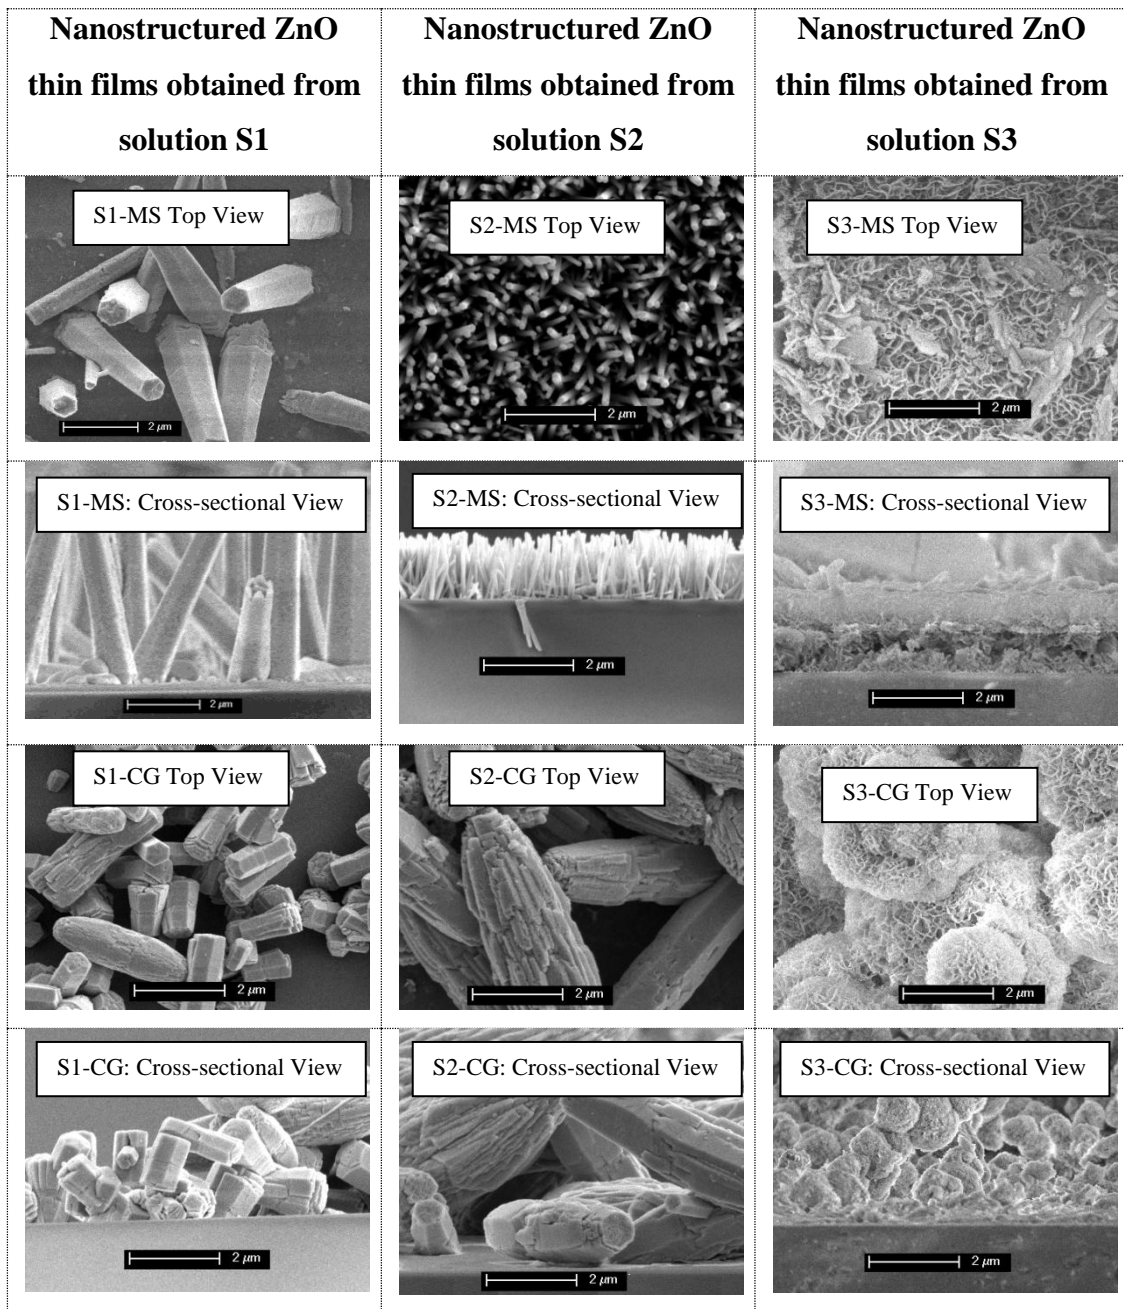 Nanostructured ZnO
thin films obtained from
solution S1
Nanostructured ZnO
thin films obtained from
solution S2
Nanostructured ZnO
thin films obtained from
solution S3
S1-MS Top View
2 μm
S2-MS Top View
2 μm
S3-MS Top View
2 μm
S1-MS: Cross-sectional View
2 μm
S2-MS: Cross-sectional View
2 μm
S3-MS: Cross-sectional View
2 μm
S1-CG Top View
2 μm
S2-CG Top View
2 μm
S3-CG Top View
2 μm
S1-CG: Cross-sectional View
2 μm
S2-CG: Cross-sectional View
2 μm
S3-CG: Cross-sectional View
2 μm